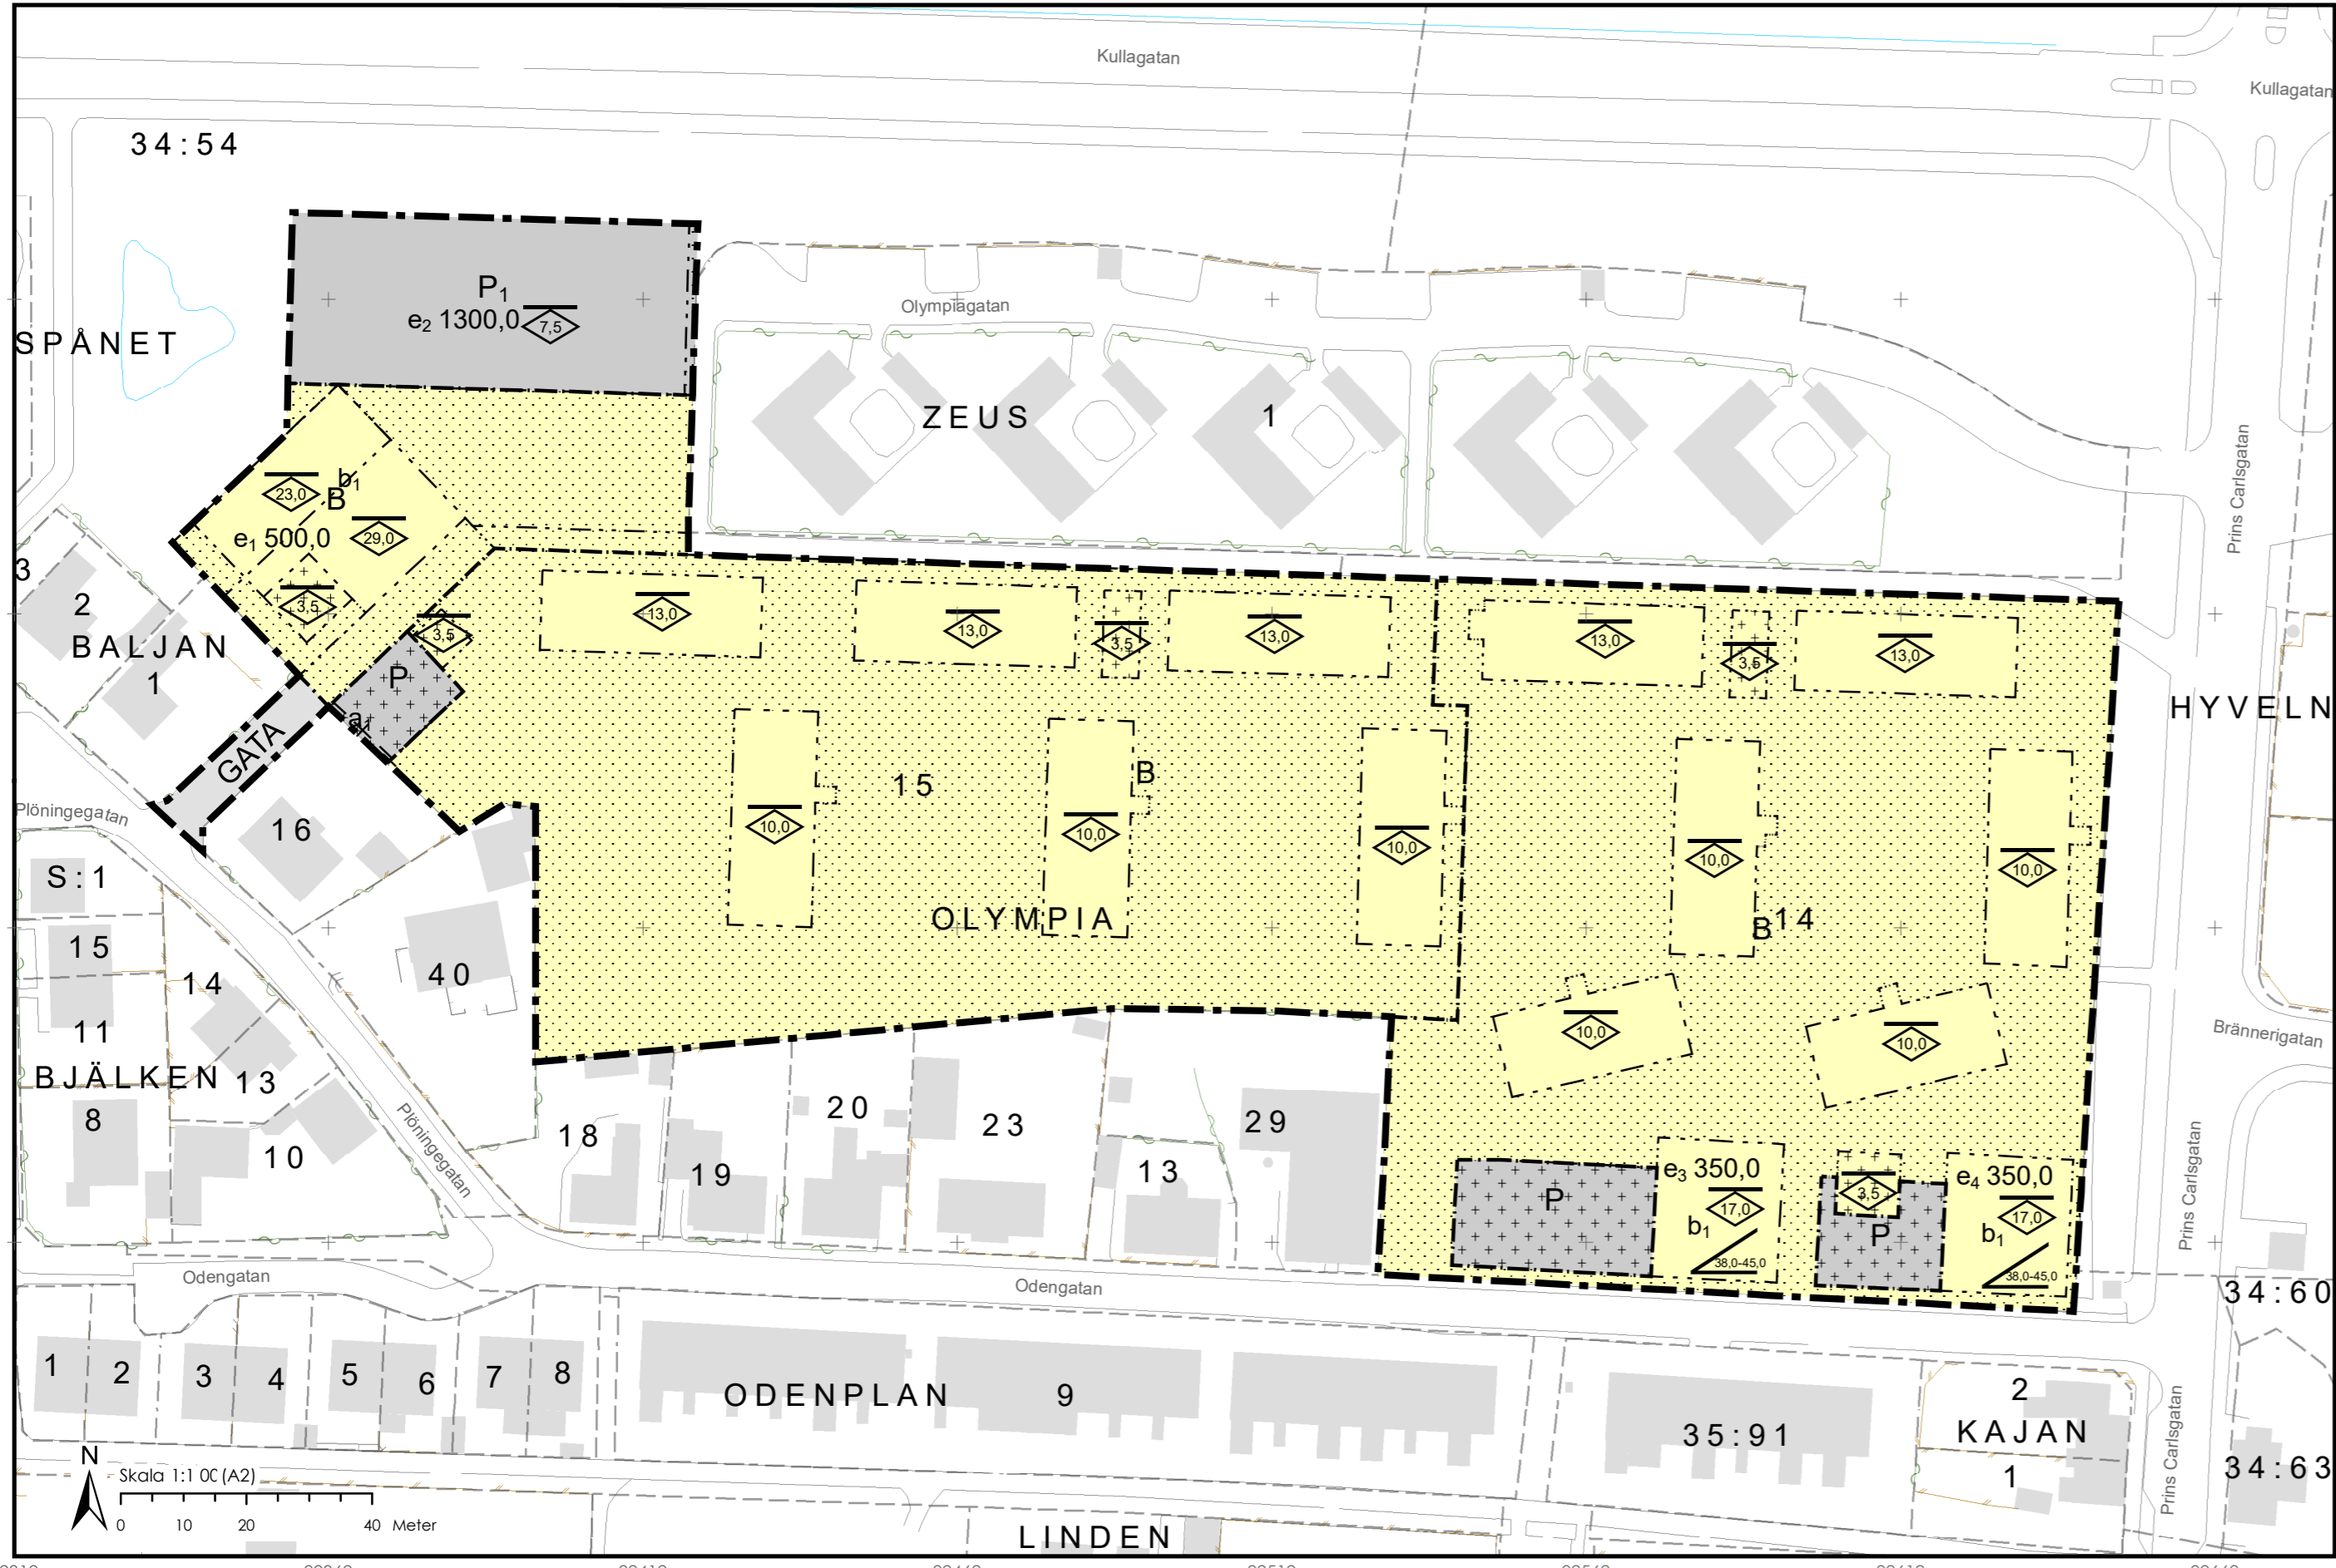 Kullagatan
Kullagatan
34:54
P1
e2 1300,0
7,5
Olympiagatan
SPÅNET
ZEUS
1
Prins Carlsgatan
b1
23,0
B
e1 500,0
29,0
3,5
3
2
BALJAN
1
3,5
13,0
13,0
3,5
13,0
13,0
3,5
13,0
P
a1
GATA
HYVELN
15
B
10,0
10,0
10,0
10,0
10,0
Plöningegatan
16
S:1
OLYMPIA
B
14
15
14
40
11
10,0
10,0
Brännerigatan
BJÄLKEN
13
8
10
Plöningegatan
18
19
20
23
13
29
Prins Carlsgatan
P
e3 350,0
17,0
b1
38,0-45,0
3,5
P
e4 350,0
17,0
b1
38,0-45,0
Odengatan
Odengatan
34:60
1
2
3
4
5
6
7
8
ODENPLAN
9
35:91
2
KAJAN
1
Prins Carlsgatan
34:63
N
Skala 1:1 00 (A2)
0 10 20 40 Meter
LINDEN